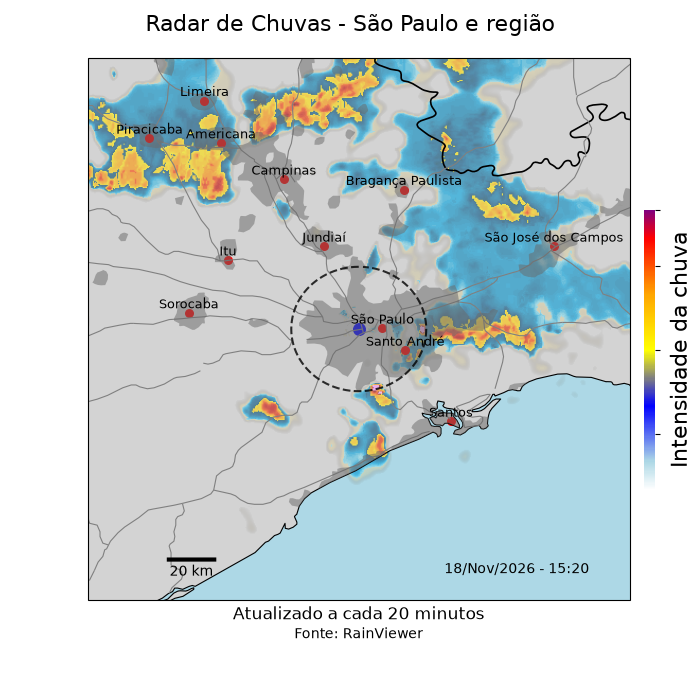 Radar de Chuvas - São Paulo e região
Limeira
Piracicaba
Americana
Campinas
Bragança Paulista
Jundiaí
São José dos Campos
Itu
Sorocaba
São Paulo
Santo André
Santos
20 km
18/Nov/2026 - 15:20
Intensidade da chuva
Atualizado a cada 20 minutos
Fonte: RainViewer